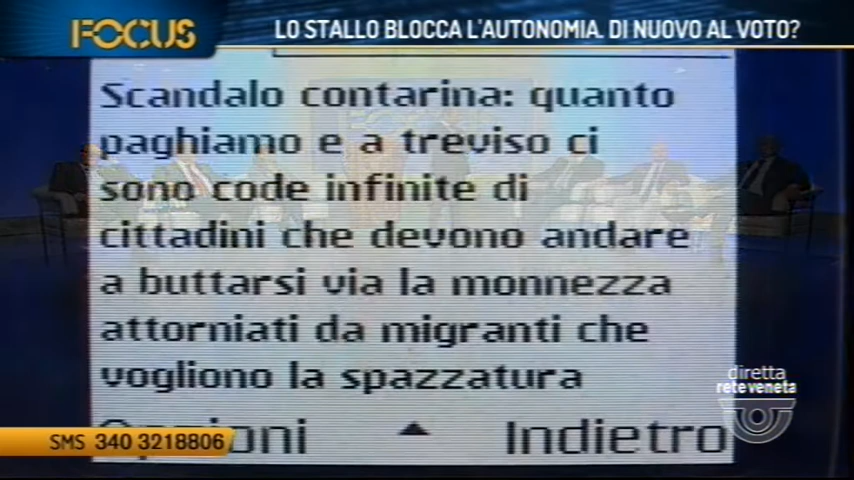 FOCUS
LO STALLO BLOCCA L'AUTONOMIA. DI NUOVO AL VOTO?
Scandalo contarina: quanto
paghiamo e a treviso ci
sono code infinite di
cittadini che devono andare
a buttarsi via la monnezza
attorniati da migranti che
vogliono la spazzatura
Opzioni Indietro
diretta
reteveneta
SMS 340 3218806